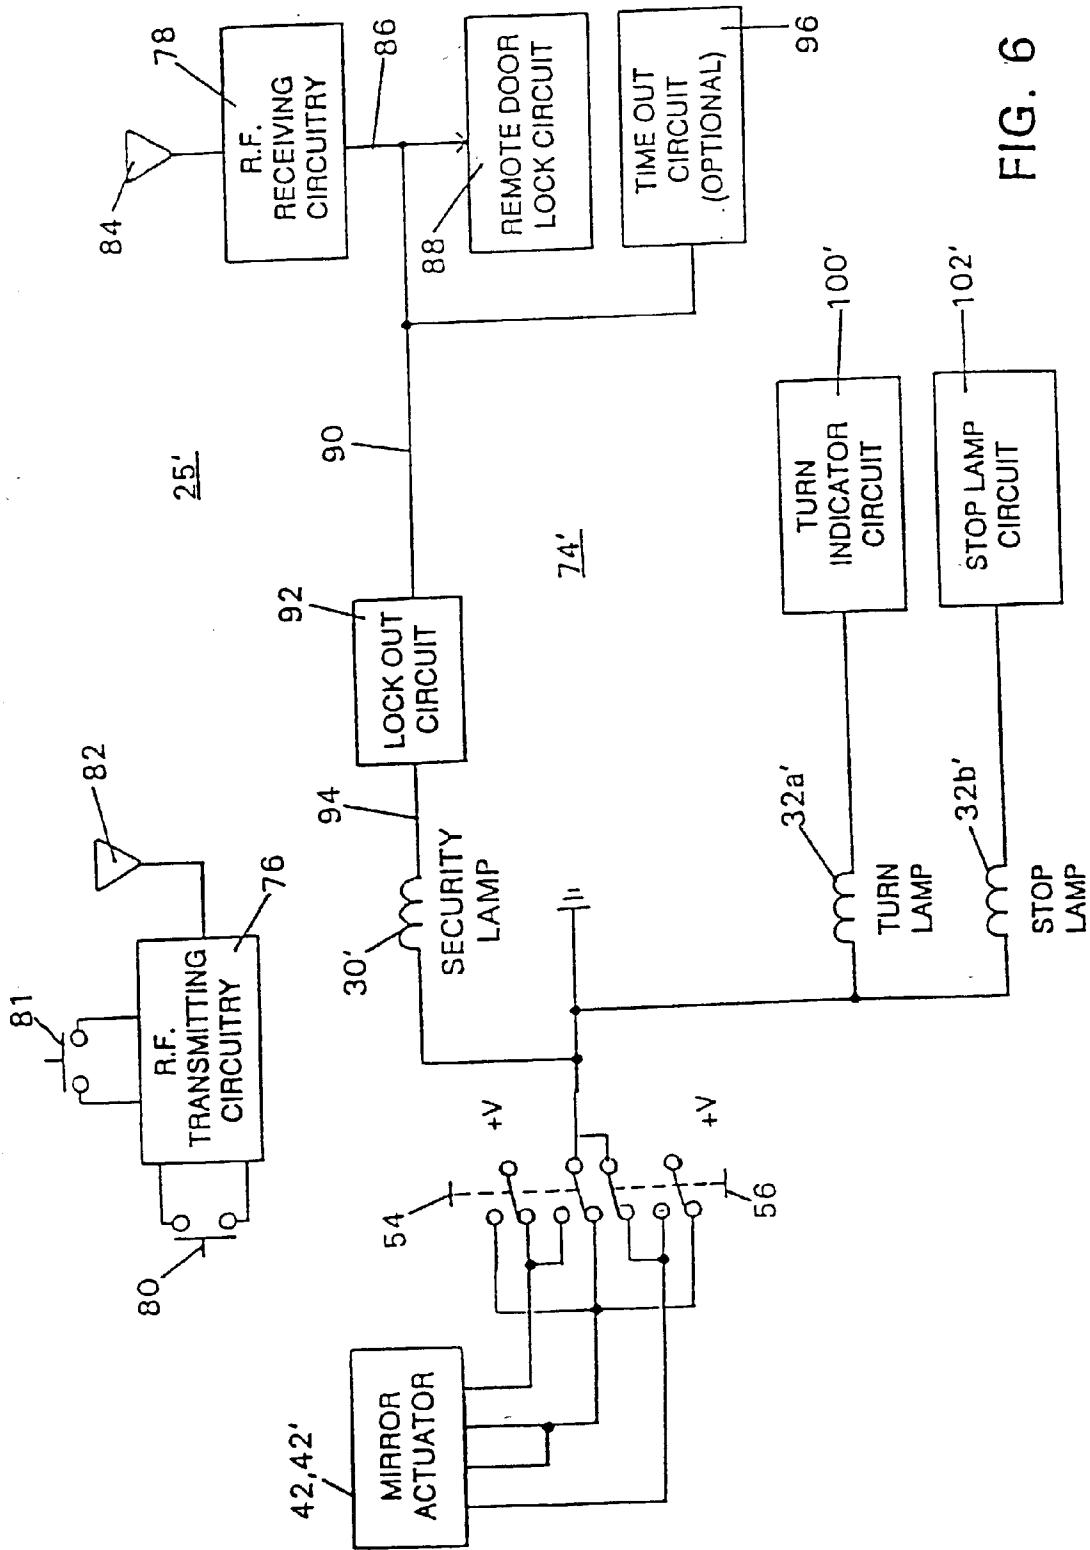 81
82
R.F.
TRANSMITTING
CIRCUITRY
76
80
25'
84
78
R.F.
RECEIVING
CIRCUITRY
86
88
REMOTE DOOR
LOCK CIRCUIT
TIME OUT
CIRCUIT
(OPTIONAL)
96
92
LOCK OUT
CIRCUIT
90
94
30'
SECURITY
LAMP
74'
42,42'
MIRROR
ACTUATOR
54
+V
56
+V
32a'
TURN
LAMP
TURN
INDICATOR
CIRCUIT
100'
32b'
STOP
LAMP
STOP LAMP
CIRCUIT
102'
FIG. 6